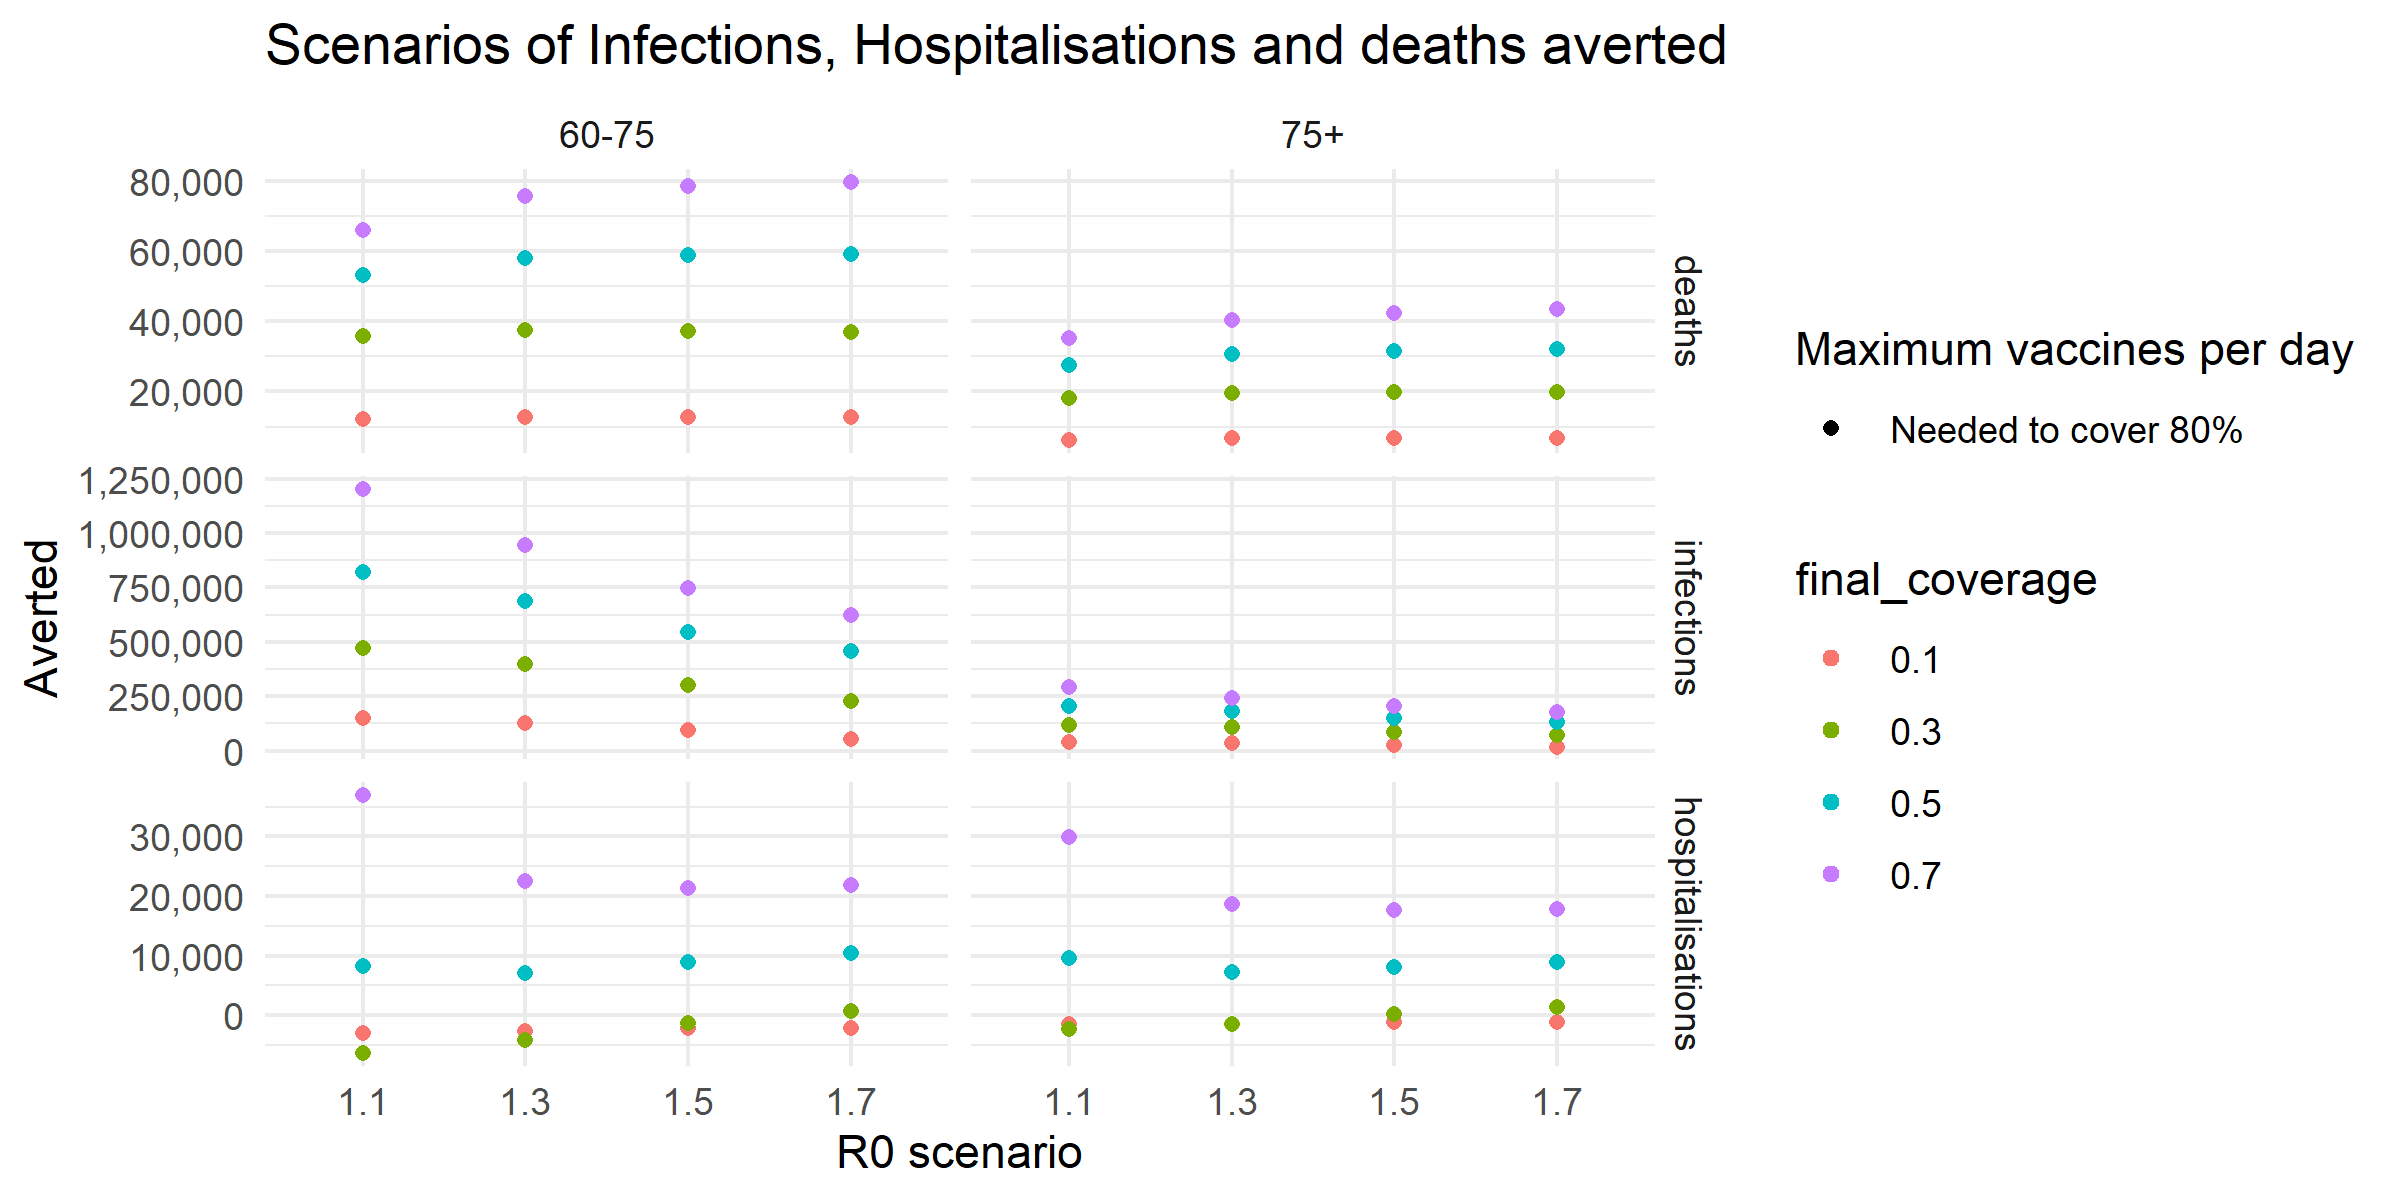 Scenarios of Infections, Hospitalisations and deaths averted
60-75
75+
80,000
60,000
40,000
20,000
deaths
1,250,000
1,000,000
750,000
500,000
250,000
0
infections
30,000
20,000
10,000
0
hospitalisations
Averted
1.1 1.3 1.5 1.7
1.1 1.3 1.5 1.7
R0 scenario
Maximum vaccines per day
Needed to cover 80%
final_coverage
0.1
0.3
0.5
0.7